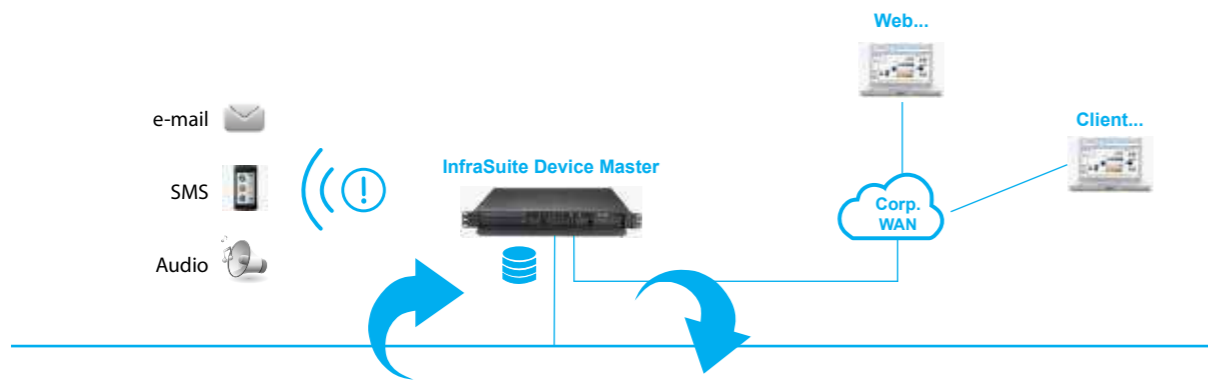 Web...
Client...
e-mail
SMS
Audio
InfraSuite Device Master
Corp.
WAN